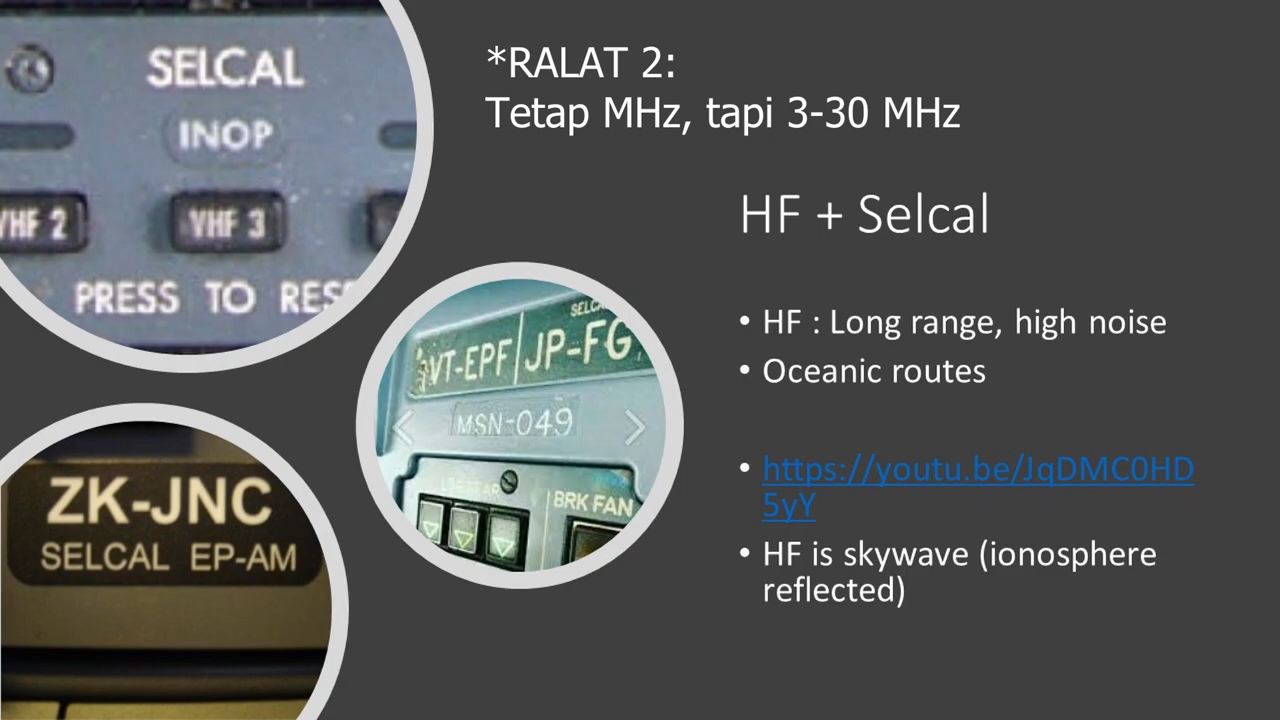 *RALAT 2:
Tetap MHz, tapi 3-30 MHz
HF + Selcal
• HF : Long range, high noise
• Oceanic routes
• https://youtu.be/JqDMC0HD
5yY
• HF is skywave (ionosphere
reflected)
SELCAL
INOP
VHF 2
VHF 3
PRESS TO RES
SELCA
VT-EPF JP-FG
MSN-049
BRK FAN
ZK-JNC
SELCAL EP-AM